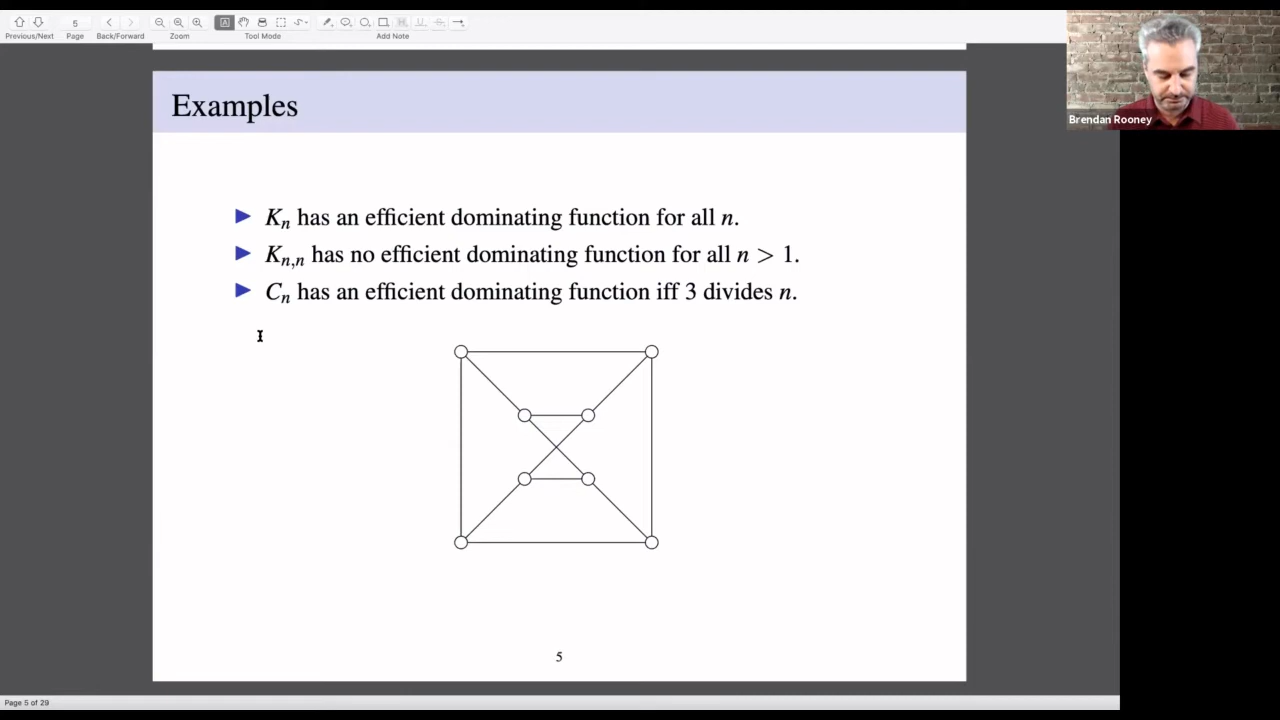 5
Previous/Next Page Back/Forward Zoom Tool Mode Add Note
Brendan Rooney
Examples
▶ Kn has an efficient dominating function for all n.
▶ Kn,n has no efficient dominating function for all n > 1.
▶ Cn has an efficient dominating function iff 3 divides n.
5
Page 5 of 29